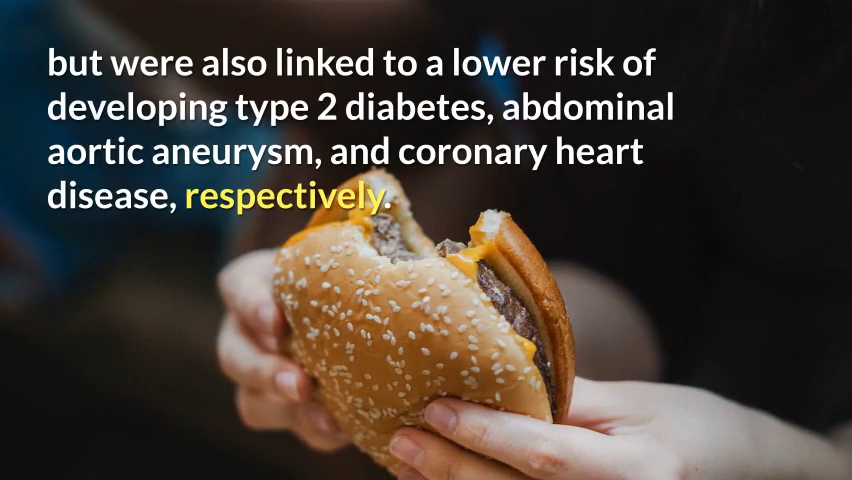 but were also linked to a lower risk of
developing type 2 diabetes, abdominal
aortic aneurysm, and coronary heart
disease, respectively.